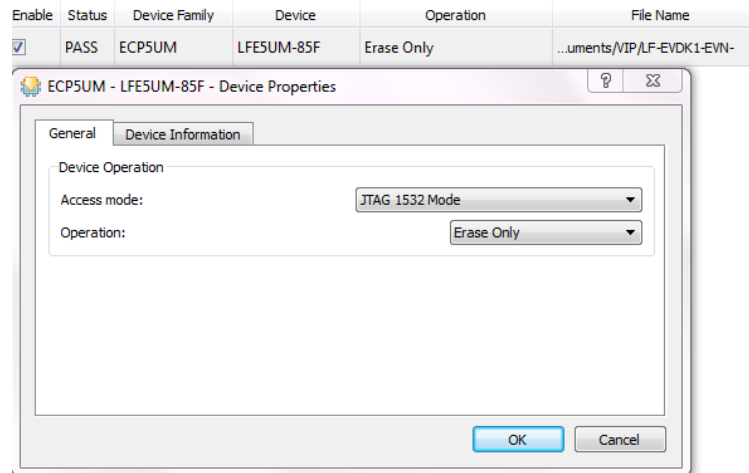 Enable Status Device Family Device Operation File Name
PASS ECP5UM LFE5UM-85F Erase Only ...uments/VIP/LF-EVDK1-EVN-
ECP5UM - LFE5UM-85F - Device Properties
General Device Information
Device Operation
Access mode: JTAG 1532 Mode
Operation: Erase Only
OK Cancel